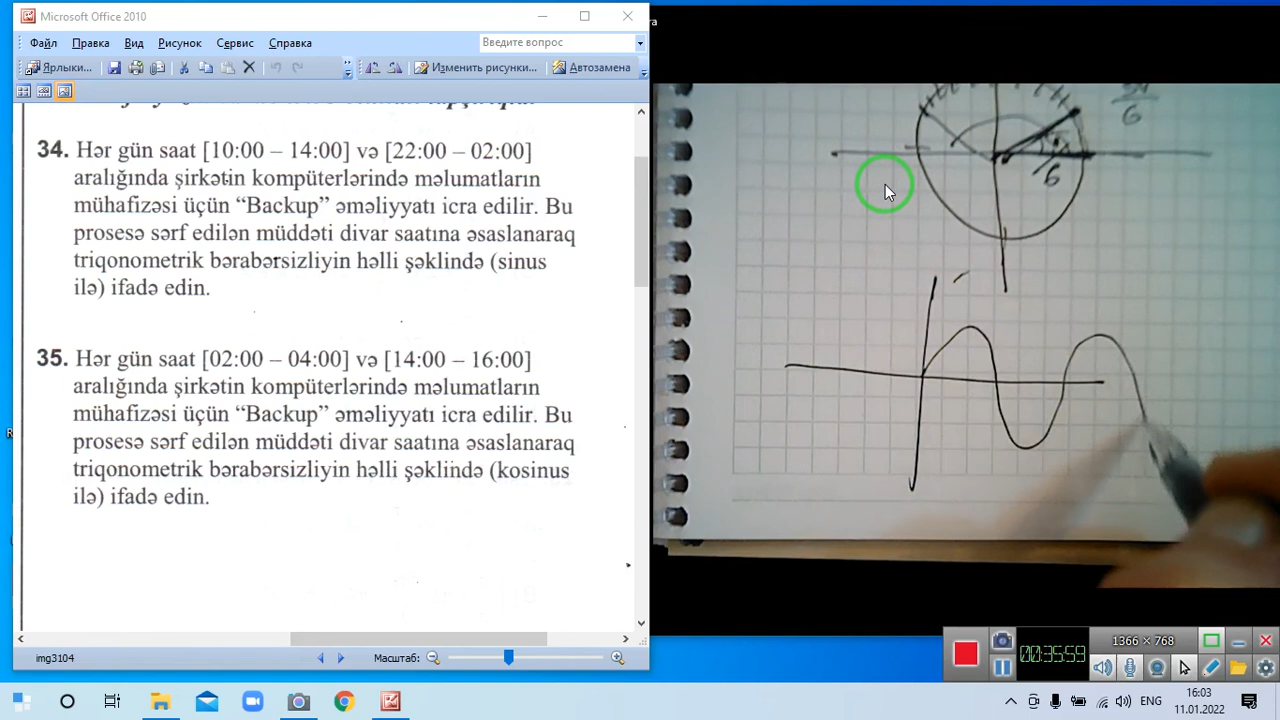 Microsoft Office 2010
Файл Правка Вид Рисунок Сервис Справка
Введите вопрос
Ярлыки...
Изменить рисунки...
Автозамена
34. Hər gün saat [10:00 – 14:00] və [22:00 – 02:00]
aralığında şirkətin kompüterlərində məlumatların
mühafizəsi üçün “Backup” əməliyyatı icra edilir. Bu
prosesə sərf edilən müddəti divar saatına əsaslanaraq
triqonometrik bərabərsizliyin həlli şəklində (sinus
ilə) ifadə edin.
35. Hər gün saat [02:00 – 04:00] və [14:00 – 16:00]
aralığında şirkətin kompüterlərində məlumatların
mühafizəsi üçün “Backup” əməliyyatı icra edilir. Bu
prosesə sərf edilən müddəti divar saatına əsaslanaraq
triqonometrik bərabərsizliyin həlli şəklində (kosinus
ilə) ifadə edin.
img3104
Масштаб:
6
6
1366 x 768
00:35:59
ENG
16:03
11.01.2022